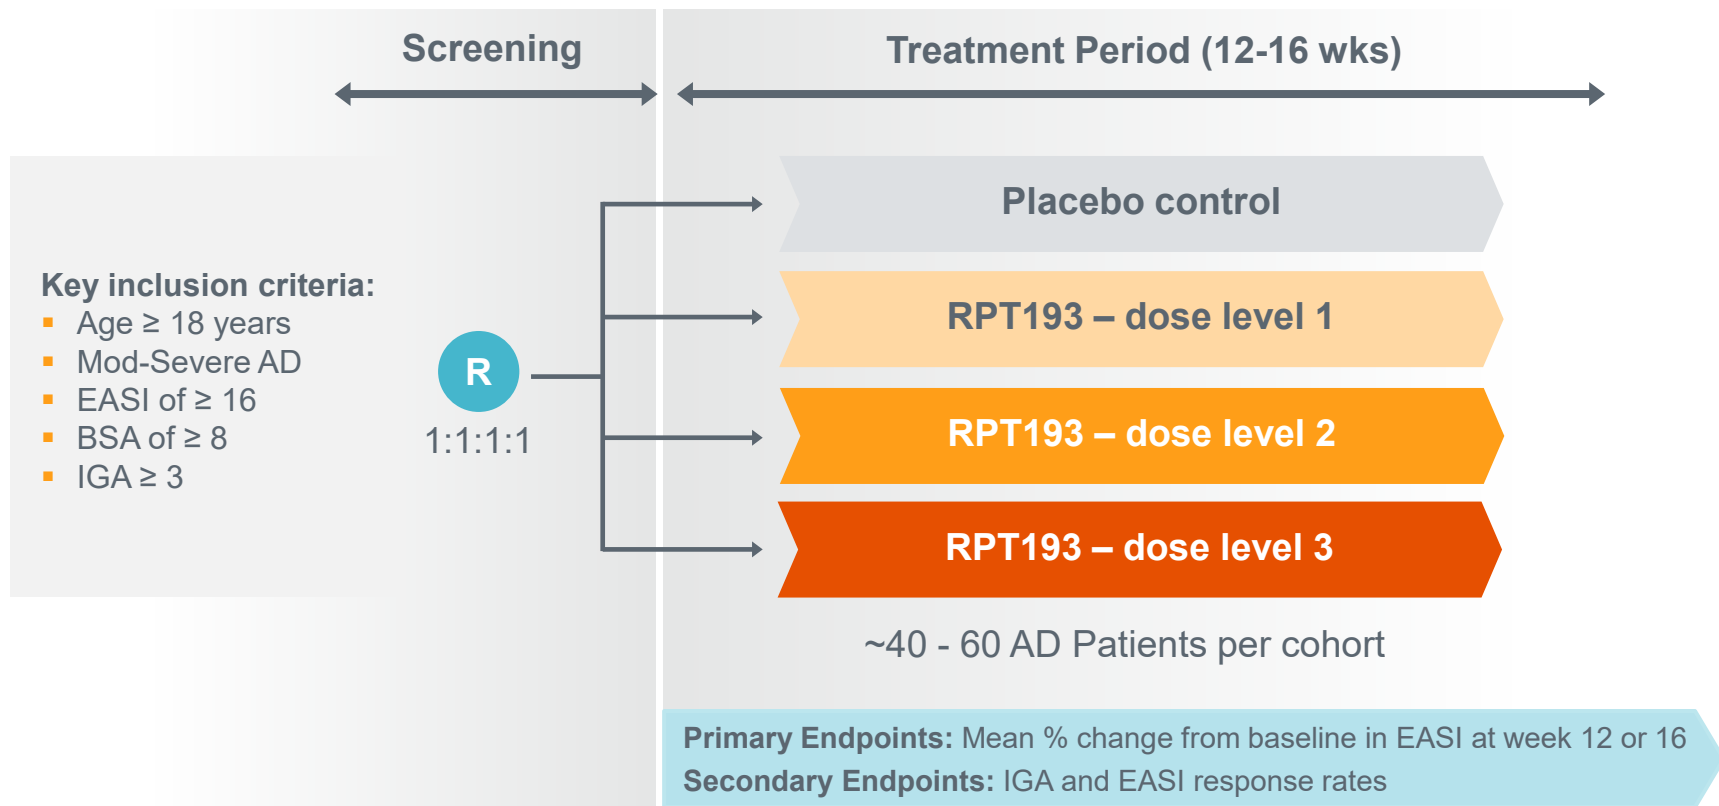 Screening
Treatment Period (12-16 wks)
Key inclusion criteria:
▪ Age ≥ 18 years
▪ Mod-Severe AD
▪ EASI of ≥ 16
▪ BSA of ≥ 8
▪ IGA ≥ 3
R
1:1:1:1
Placebo control
RPT193 – dose level 1
RPT193 – dose level 2
RPT193 – dose level 3
~40 - 60 AD Patients per cohort
Primary Endpoints: Mean % change from baseline in EASI at week 12 or 16
Secondary Endpoints: IGA and EASI response rates